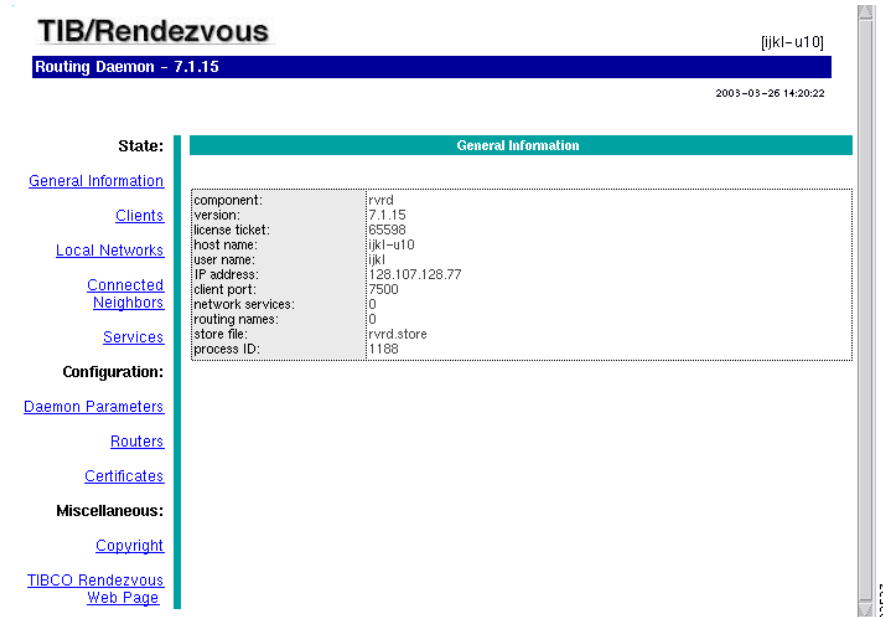 TIB/Rendezvous
[ijkl-u10]
Routing Daemon - 7.1.15
2003-03-26 14:20:22
State:
General Information
General Information
Clients
Local Networks
Connected
Neighbors
Services
Configuration:
Daemon Parameters
Routers
Certificates
Miscellaneous:
Copyright
TIBCO Rendezvous
Web Page
component: rvrd
version: 7.1.15
license ticket: 65598
host name: ijkl-u10
user name: ijkl
IP address: 128.107.128.77
client port: 7500
network services: 0
routing names: 0
store file: rvrd.store
process ID: 1188